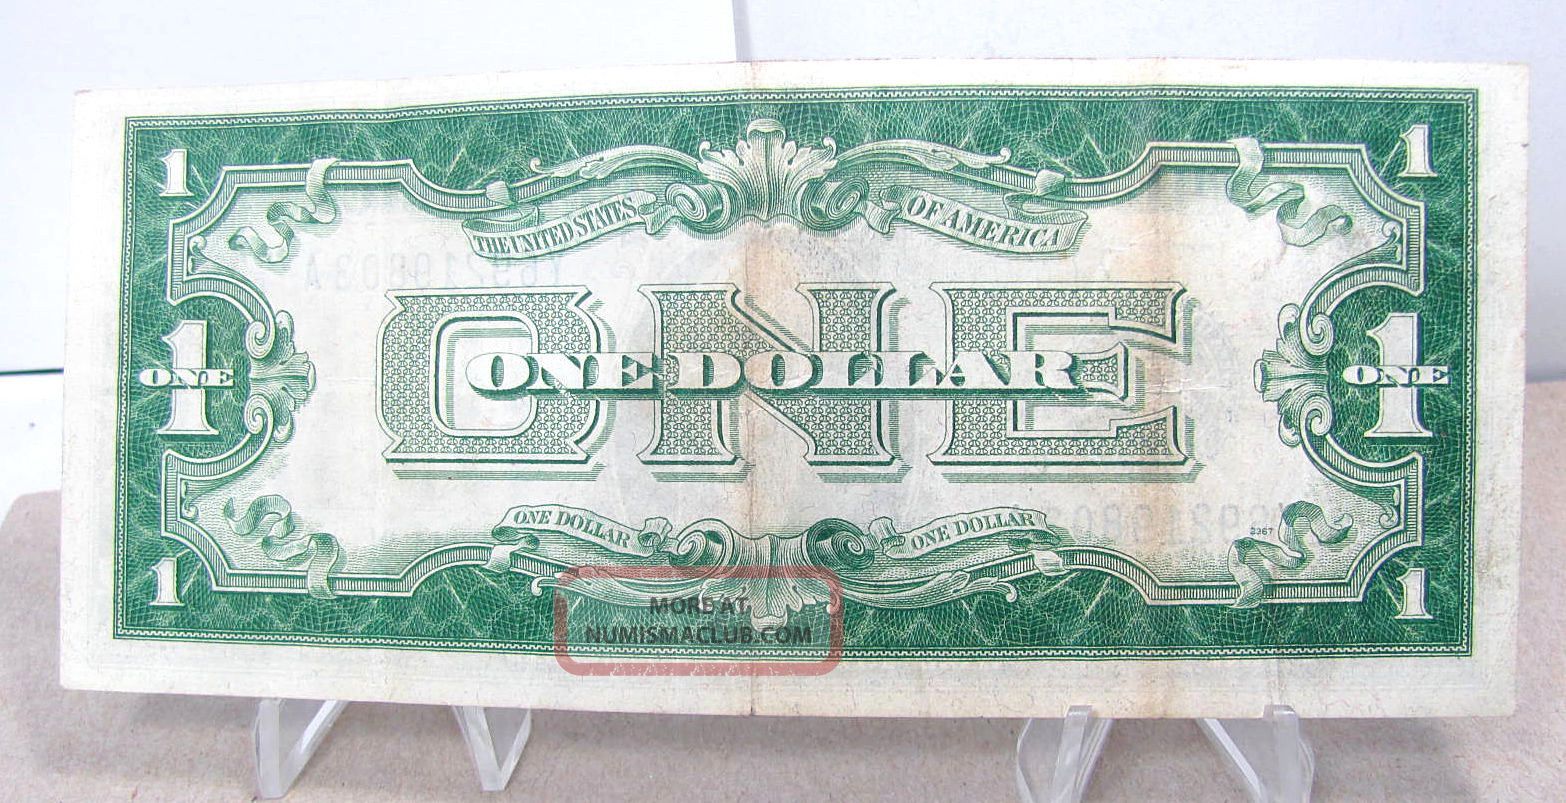 1 1
THE UNITED STATES OF AMERICA
ONE
1 ONE 1 ONE
ONE DOLLAR
ONE DOLLAR ONE DOLLAR
2367
1 1
MORE AT
NUMISMACLUB.COM